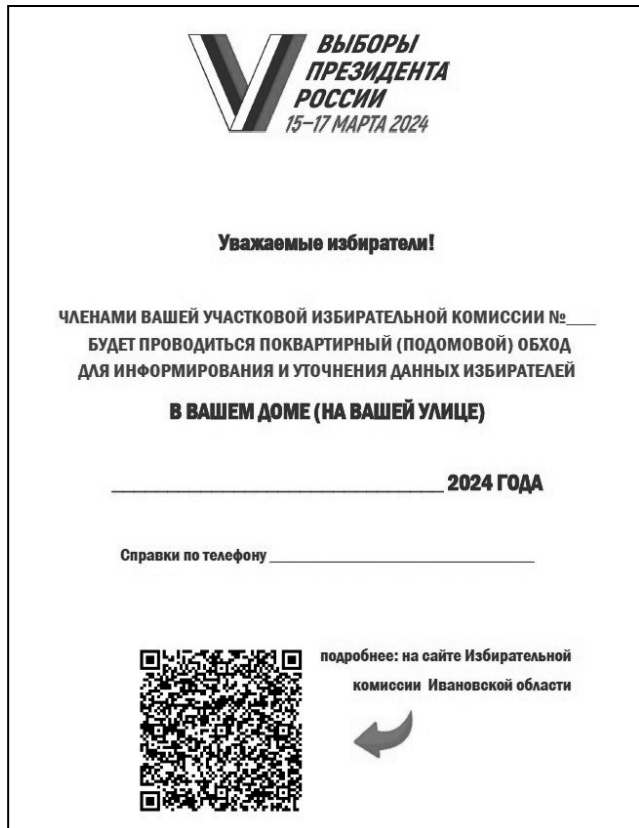 ВЫБОРЫ
ПРЕЗИДЕНТА
РОССИИ
15–17 МАРТА 2024
Уважаемые избиратели!
ЧЛЕНАМИ ВАШЕЙ УЧАСТКОВОЙ ИЗБИРАТЕЛЬНОЙ КОМИССИИ №___
БУДЕТ ПРОВОДИТЬСЯ ПОКВАРТИРНЫЙ (ПОДОМОВОЙ) ОБХОД
ДЛЯ ИНФОРМИРОВАНИЯ И УТОЧНЕНИЯ ДАННЫХ ИЗБИРАТЕЛЕЙ
В ВАШЕМ ДОМЕ (НА ВАШЕЙ УЛИЦЕ)
______________________________ 2024 ГОДА
Справки по телефону ______________________________
подробнее: на сайте Избирательной
комиссии Ивановской области